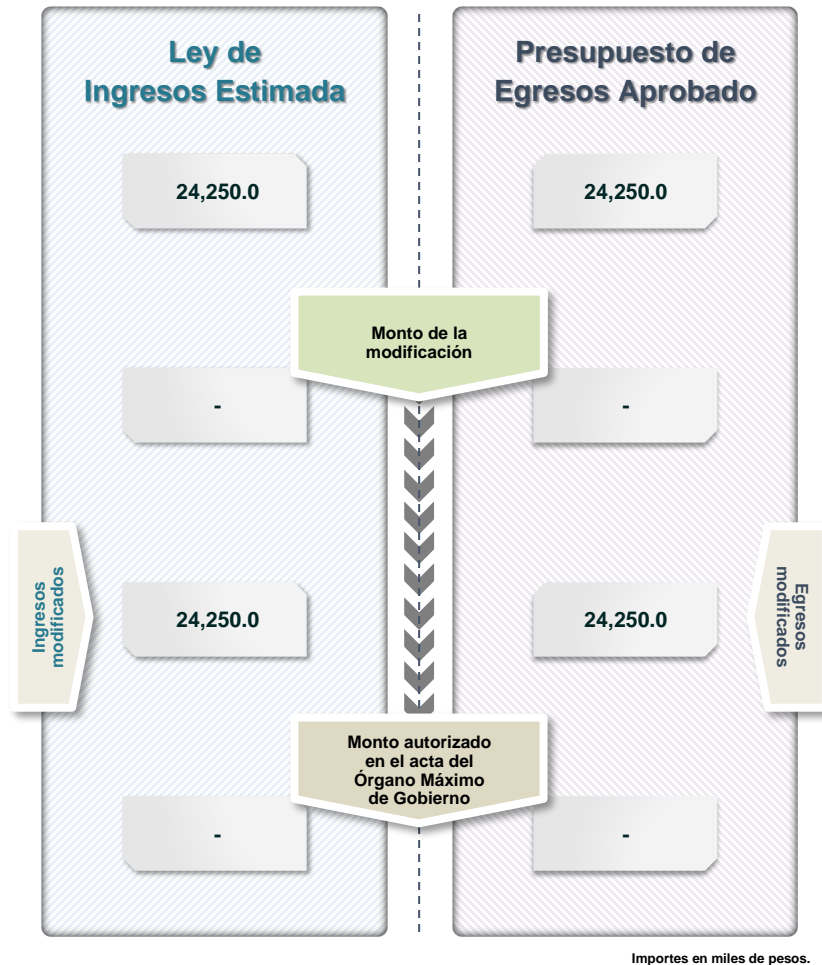 Ley de
Ingresos Estimada
Presupuesto de
Egresos Aprobado
24,250.0
24,250.0
Monto de la
modificación
-
-
Ingresos
modificados
24,250.0
24,250.0
Egresos
modificados
Monto autorizado
en el acta del
Órgano Máximo
de Gobierno
-
-
Importes en miles de pesos.